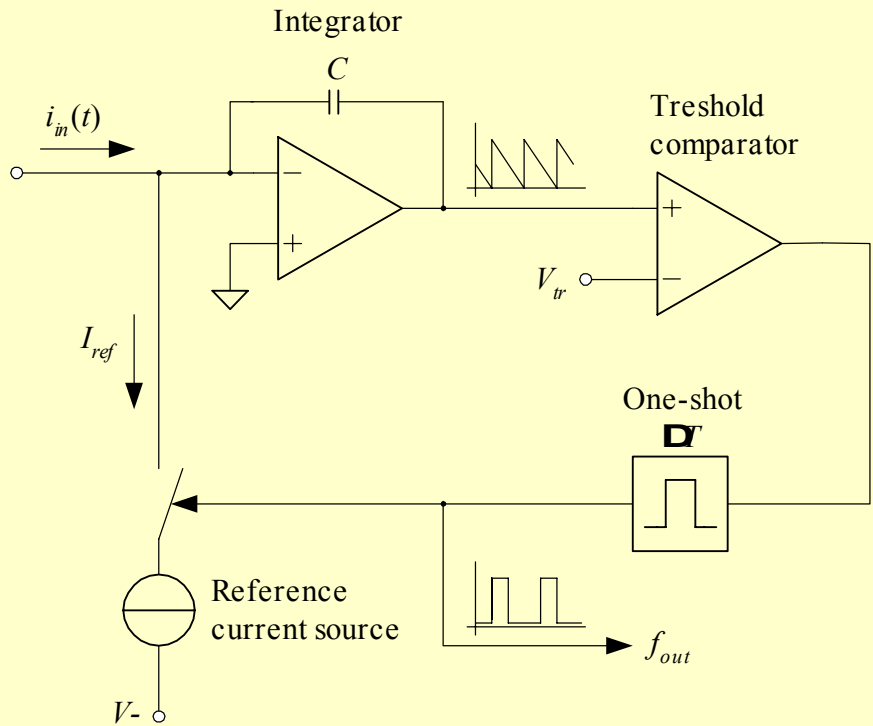 Integrator
C
i_in(t)
Treshold
comparator
−
+
+
−
V_tr
I_ref
One-shot
DT
Reference
current source
f_out
V-